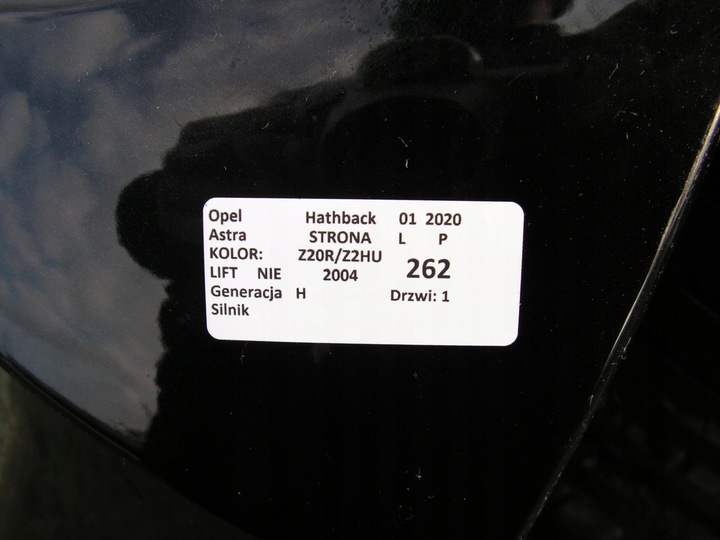 Opel Hathback 01 2020
Astra STRONA L P
KOLOR: Z20R/Z2HU
LIFT NIE 2004 262
Generacja H Drzwi: 1
Silnik